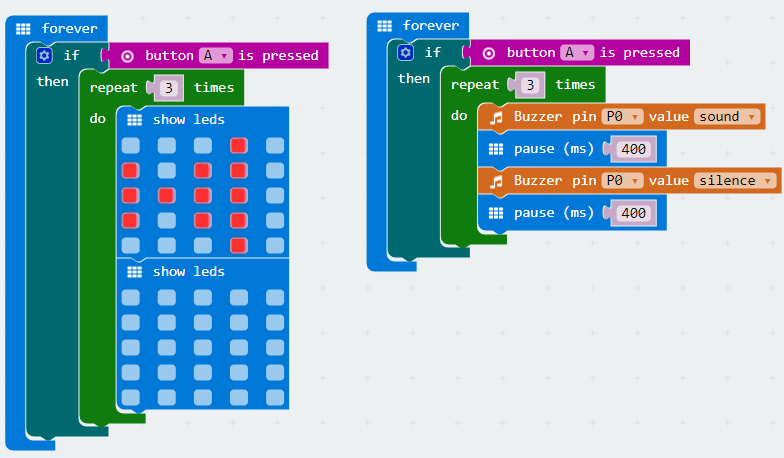 forever
if button A is pressed
then
repeat 3 times
do
show leds
show leds
forever
if button A is pressed
then
repeat 3 times
do
Buzzer pin P0 value sound
pause (ms) 400
Buzzer pin P0 value silence
pause (ms) 400